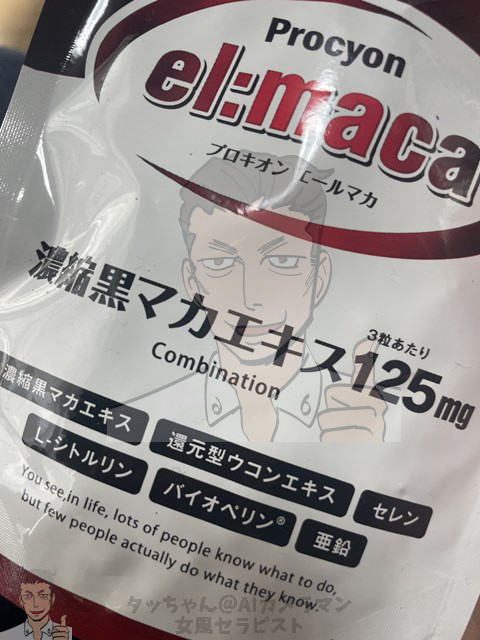 Procyon
el:maca
プロキオン エールマカ
濃縮黒マカエキス 3粒あたり 125mg
Combination
濃縮黒マカエキス
還元型ウコンエキス
セレン
L-シトルリン
バイオペリン®
亜鉛
You see,in life, lots of people know what to do,
but few people actually do what they know.
タッちゃん@AIカメラマン
女風セラピスト